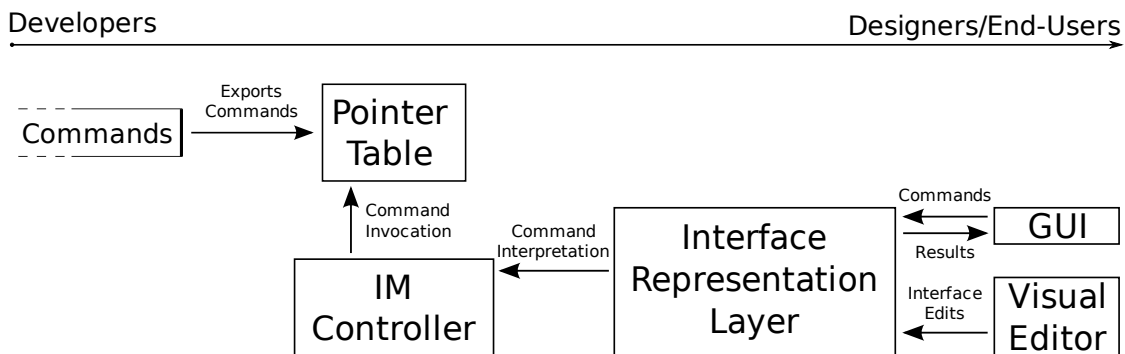 Developers
Designers/End-Users
Exports
Commands
Commands
Pointer
Table
Command
Invocation
IM
Controller
Command
Interpretation
Interface
Representation
Layer
Commands
Results
GUI
Interface
Edits
Visual
Editor